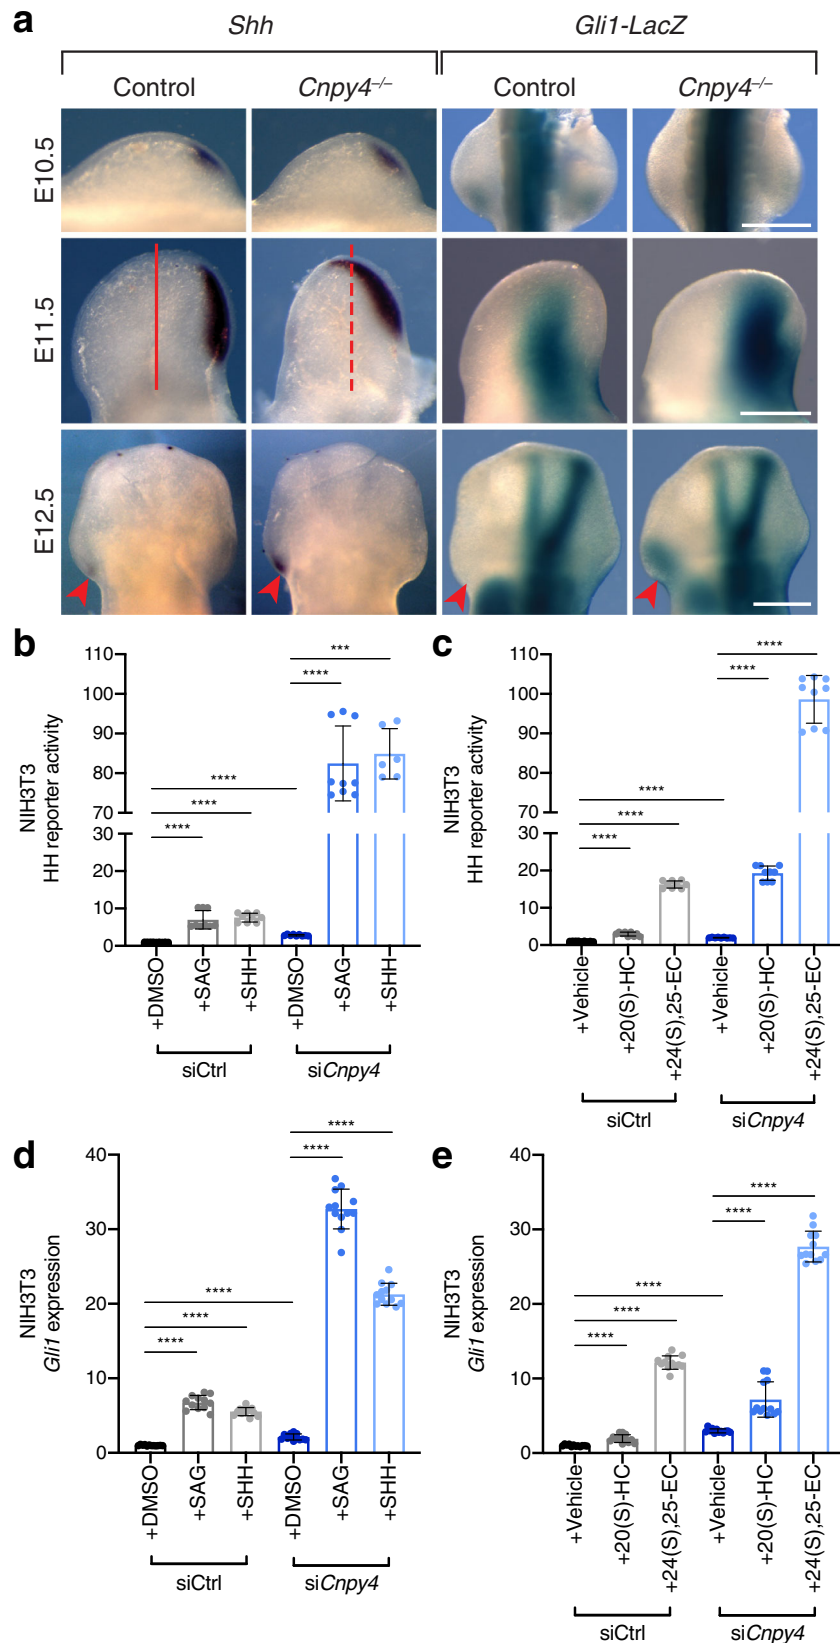 a
Shh Gli1-LacZ
Control Cnpy4–/– Control Cnpy4–/–
E10.5
E11.5
E12.5
b
NIH3T3
HH reporter activity
110
100
90
80
70
30
20
10
0
****
****
****
****
***
+DMSO +SAG +SHH +DMSO +SAG +SHH
siCtrl siCnpy4
c
NIH3T3
HH reporter activity
110
100
90
80
70
30
20
10
0
****
****
****
****
****
+Vehicle +20(S)-HC +24(S),25-EC +Vehicle +20(S)-HC +24(S),25-EC
siCtrl siCnpy4
d
NIH3T3
Gli1 expression
40
30
20
10
0
****
****
****
****
****
+DMSO +SAG +SHH +DMSO +SAG +SHH
siCtrl siCnpy4
e
NIH3T3
Gli1 expression
40
30
20
10
0
****
****
****
****
****
+Vehicle +20(S)-HC +24(S),25-EC +Vehicle +20(S)-HC +24(S),25-EC
siCtrl siCnpy4